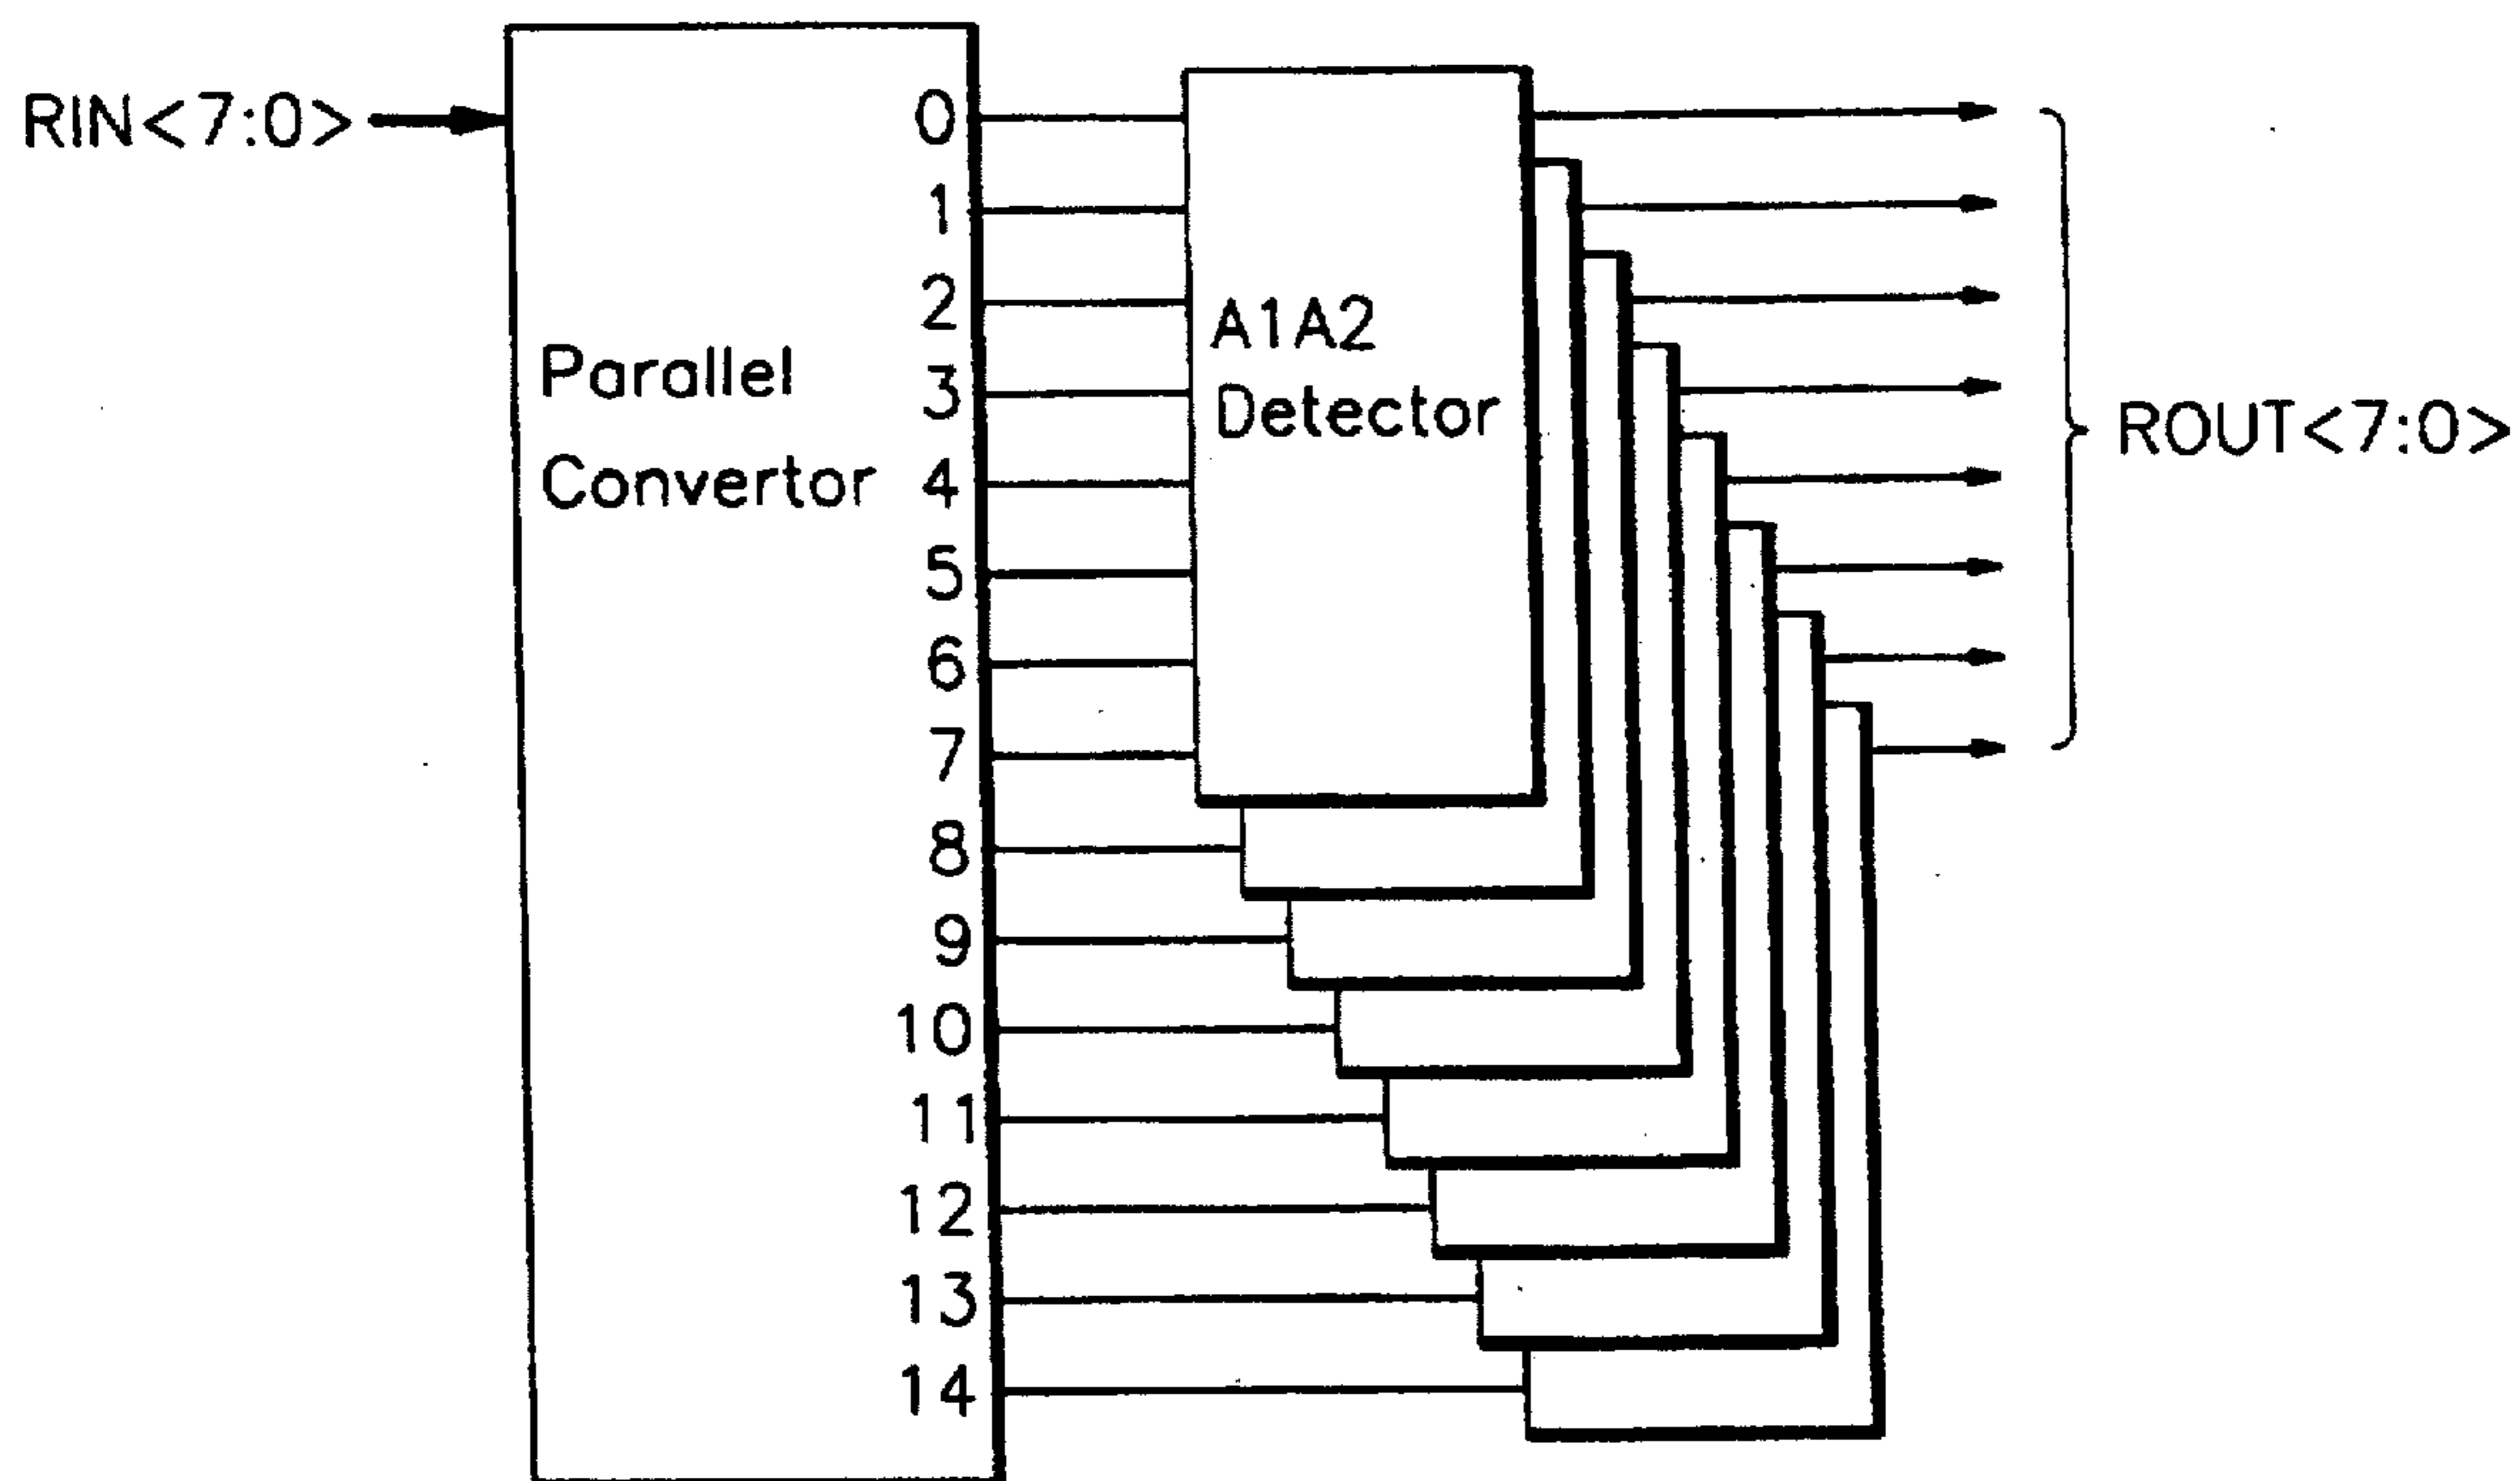 RIN<7:0>
Parallel
Convertor
0
1
2
3
4
5
6
7
8
9
10
11
12
13
14
A1A2
Detector
ROUT<7:0>